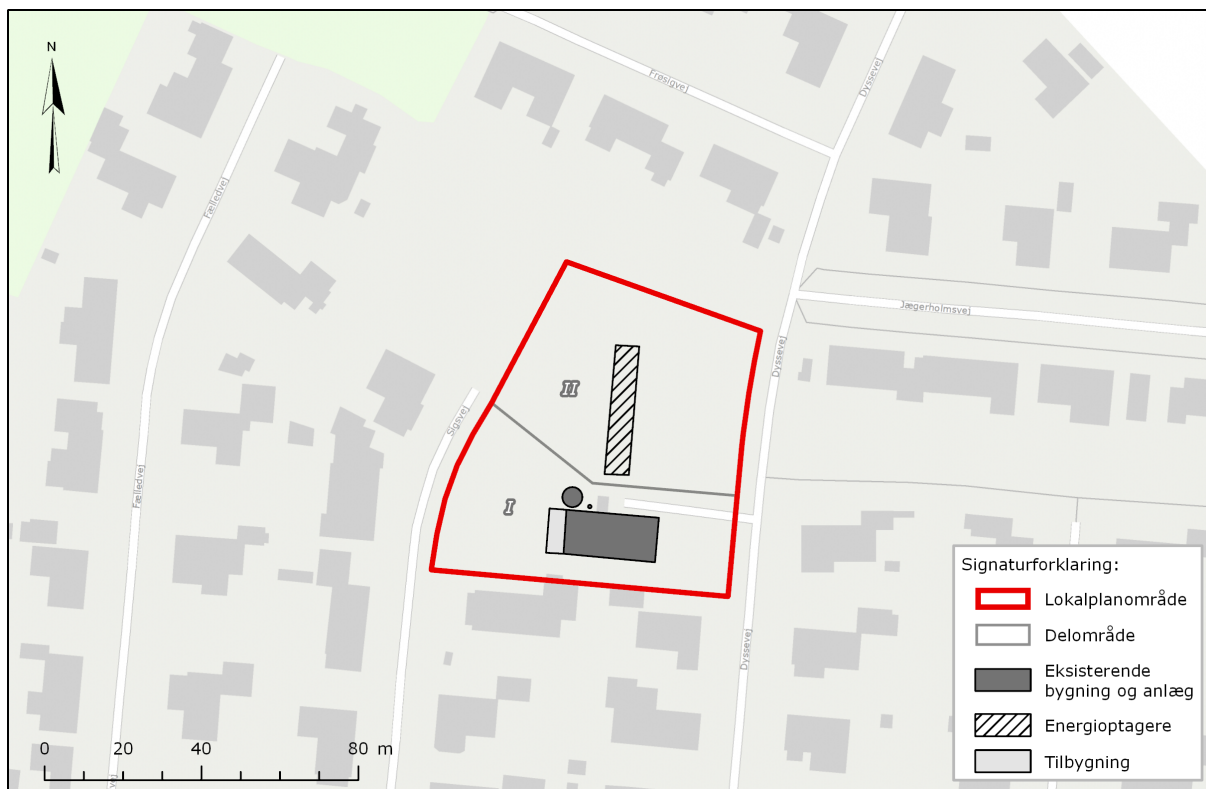 N
Frøsigvej
Dyssevej
Fælledvej
Jægerholmsvej
Dyssevej
II
Sigsvej
Fælledvej
I
Signaturforklaring:
Lokalplanområde
Delområde
Dyssevej
Eksisterende
bygning og anlæg
Energioptagere
Tilbygning
0 20 40 80 m